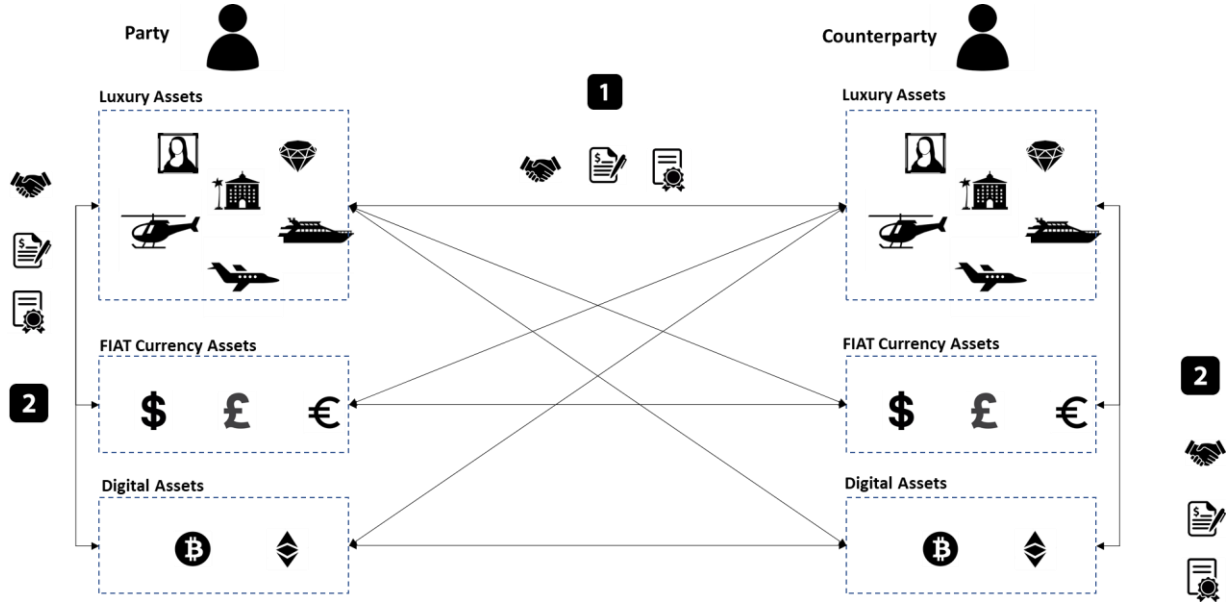 Party
Counterparty
1
Luxury Assets
Luxury Assets
FIAT Currency Assets
FIAT Currency Assets
2
2
$ £ €
$ £ €
Digital Assets
Digital Assets